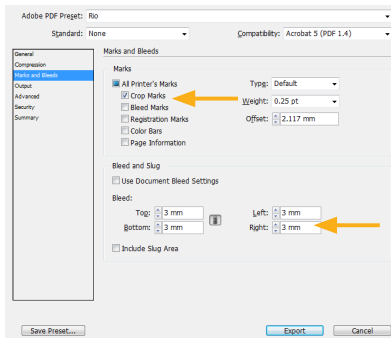 Adobe PDF Preset: Rio
Standard: None Compatibility: Acrobat 5 (PDF 1.4)
General
Compression
Marks and Bleeds
Output
Advanced
Security
Summary
Marks and Bleeds
Marks
All Printer's Marks
Crop Marks
Bleed Marks
Registration Marks
Color Bars
Page Information
Type: Default
Weight: 0.25 pt
Offset: 2.117 mm
Bleed and Slug
Use Document Bleed Settings
Bleed:
Top: 3 mm Left: 3 mm
Bottom: 3 mm Right: 3 mm
Include Slug Area
Save Preset... Export Cancel